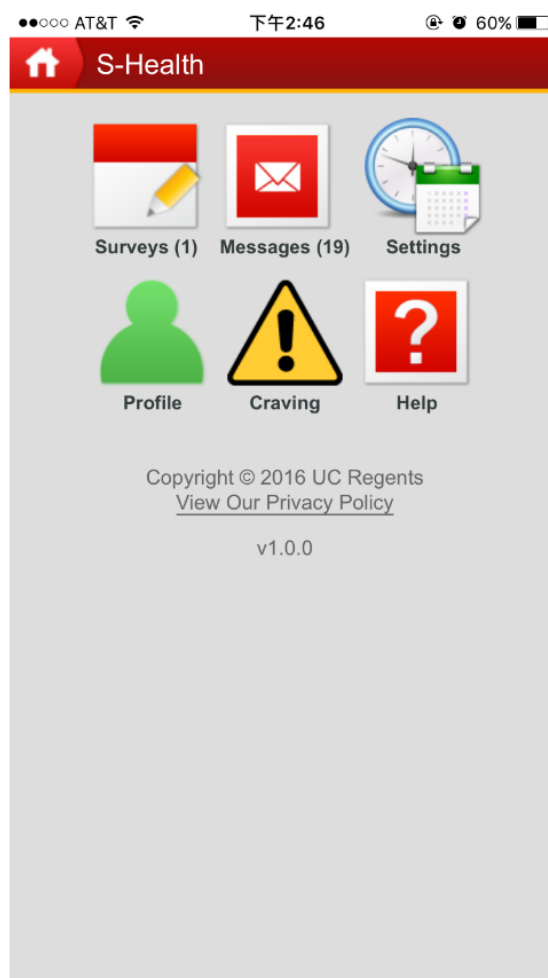 AT&T 下午2:46 60%
S-Health
Surveys (1) Messages (19) Settings
Profile Craving Help
Copyright © 2016 UC Regents
View Our Privacy Policy
v1.0.0